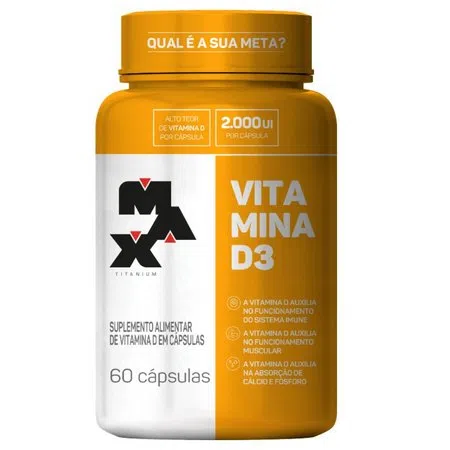 QUAL É A SUA META?
ALTO TEOR
DE VITAMINA D
POR CÁPSULA
2.000UI
POR CÁPSULA
MAX
TITANIUM
VITA
MINA
D3
A VITAMINA D AUXILIA
NO FUNCIONAMENTO
DO SISTEMA IMUNE
A VITAMINA D AUXILIA
NO FUNCIONAMENTO
MUSCULAR
A VITAMINA D AUXILIA
NA ABSORÇÃO DE
CÁLCIO E FÓSFORO
SUPLEMENTO ALIMENTAR
DE VITAMINA D EM CÁPSULAS
60 cápsulas